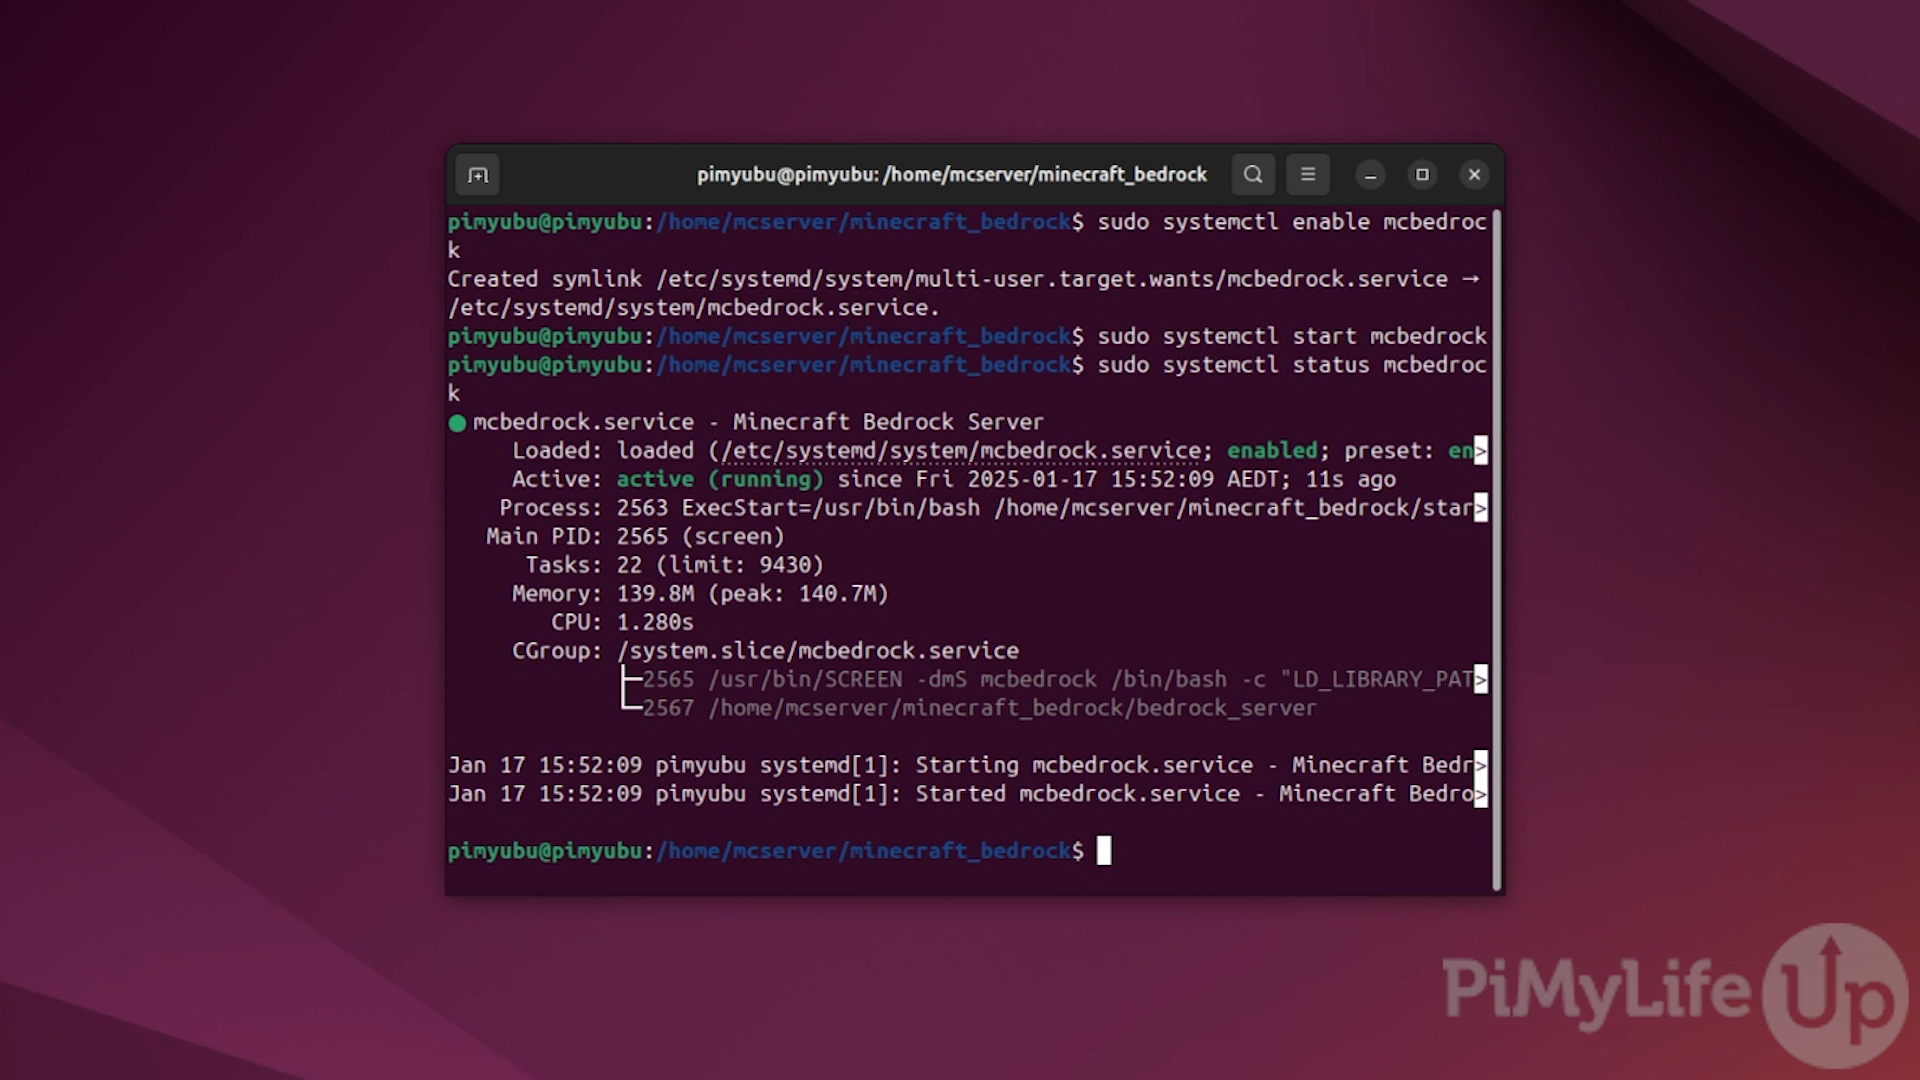 pimyubu@pimyubu: /home/mcserver/minecraft_bedrock
pimyubu@pimyubu:/home/mcserver/minecraft_bedrock$ sudo systemctl enable mcbedroc
k
Created symlink /etc/systemd/system/multi-user.target.wants/mcbedrock.service →
/etc/systemd/system/mcbedrock.service.
pimyubu@pimyubu:/home/mcserver/minecraft_bedrock$ sudo systemctl start mcbedrock
pimyubu@pimyubu:/home/mcserver/minecraft_bedrock$ sudo systemctl status mcbedroc
k
● mcbedrock.service - Minecraft Bedrock Server
Loaded: loaded (/etc/systemd/system/mcbedrock.service; enabled; preset: en>
Active: active (running) since Fri 2025-01-17 15:52:09 AEDT; 11s ago
Process: 2563 ExecStart=/usr/bin/bash /home/mcserver/minecraft_bedrock/star>
Main PID: 2565 (screen)
Tasks: 22 (limit: 9430)
Memory: 139.8M (peak: 140.7M)
CPU: 1.280s
CGroup: /system.slice/mcbedrock.service
├─2565 /usr/bin/SCREEN -dmS mcbedrock /bin/bash -c "LD_LIBRARY_PAT>
└─2567 /home/mcserver/minecraft_bedrock/bedrock_server
Jan 17 15:52:09 pimyubu systemd[1]: Starting mcbedrock.service - Minecraft Bedr>
Jan 17 15:52:09 pimyubu systemd[1]: Started mcbedrock.service - Minecraft Bedro>
pimyubu@pimyubu:/home/mcserver/minecraft_bedrock$
PiMyLifeUp